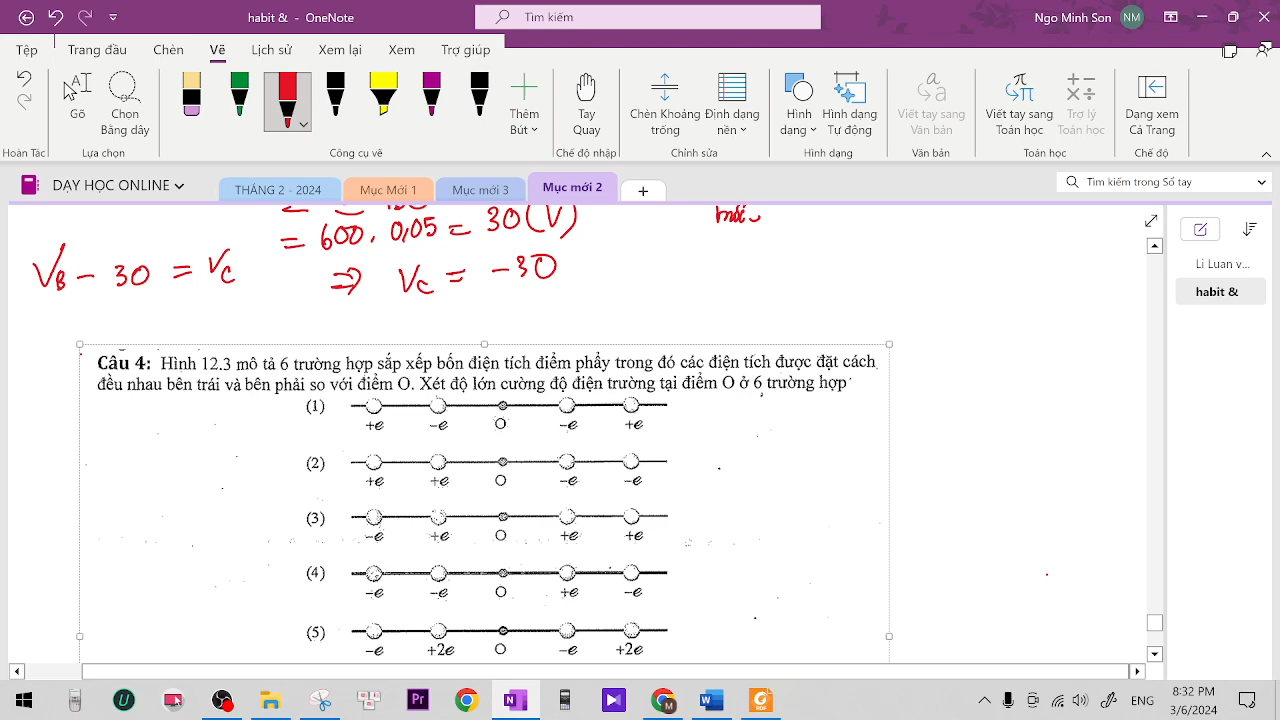 habit & - OneNote
Tìm kiếm
Ngo Minh Son NM
Tệp Trang đầu Chèn Vẽ Lịch sử Xem lại Xem Trợ giúp
Gõ
Chọn Bằng dây
Thêm Bút
Tay Quay
Chèn Khoảng trống
Định dạng nền
Hình dạng
Hình dạng Tự động
Viết tay sang Văn bản
Viết tay sang Toán học
Trợ lý Toán học
Dạng xem Cả Trang
Hoàn Tác Lựa chọn Công cụ vẽ Chế độ nhập Chỉnh sửa Hình dạng Văn bản Toán học Chế độ
DẠY HỌC ONLINE THÁNG 2 - 2024 Mục Mới 1 Mục mới 3 Mục mới 2 +
Tìm kiếm trong Sổ tay
Li Luan v...
habit &
= 600 . 0,05 = 30 (V)
V_B - 30 = V_C ⇒ V_C = -30
Câu 4: Hình 12.3 mô tả 6 trường hợp sắp xếp bốn điện tích điểm phẩy trong đó các điện tích được đặt cách
đều nhau bên trái và bên phải so với điểm O. Xét độ lớn cường độ điện trường tại điểm O ở 6 trường hợp
(1)
+e -e O -e +e
(2)
+e +e O -e -e
(3)
-e +e O +e +e
(4)
-e -e O +e -e
(5)
-e +2e O -e +2e
Pr
ENG
8:32 PM
3/6/2024